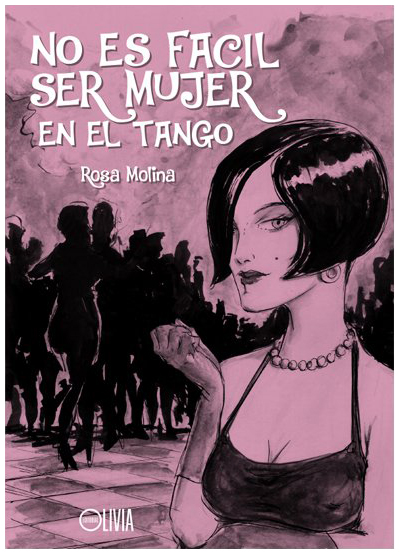 NO ES FACIL
SER MUJER
EN EL TANGO
Rosa Molina
EDITORIAL
OLIVIA